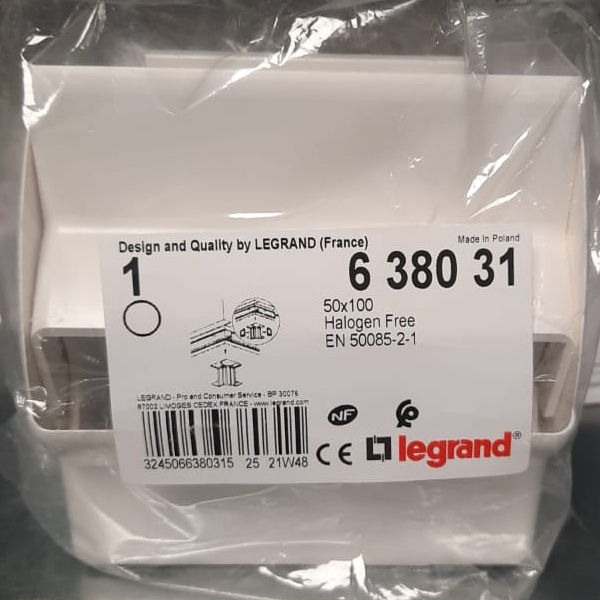 Design and Quality by LEGRAND (France)
Made in Poland
1
6 380 31
50x100
Halogen Free
EN 50085-2-1
LEGRAND - Pro and Consumer Service - BP 30076
87002 LIMOGES CEDEX FRANCE - www.legrand.com
NF
3245066380315 25 21W48
CE
legrand®